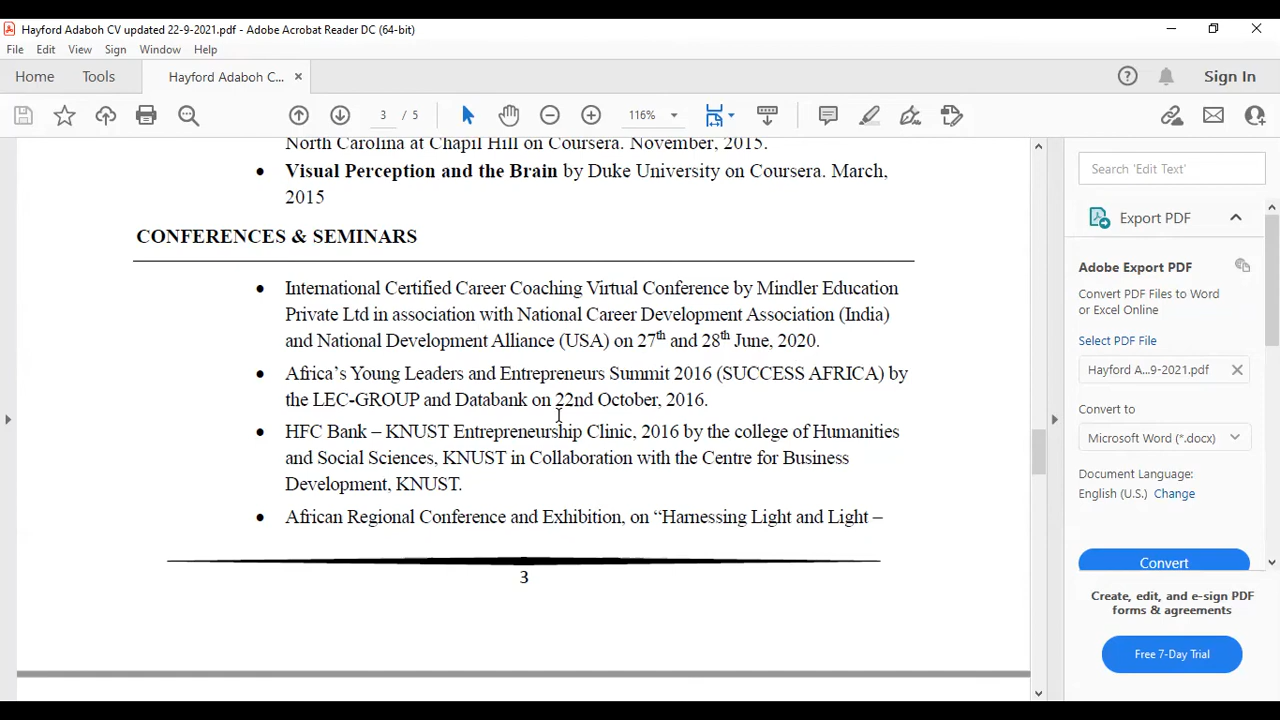 Hayford Adaboh CV updated 22-9-2021.pdf - Adobe Acrobat Reader DC (64-bit)
File Edit View Sign Window Help
Home Tools Hayford Adaboh C... × Sign In
3 / 5 116%
North Carolina at Chapil Hill on Coursera. November, 2015.
• Visual Perception and the Brain by Duke University on Coursera. March,
2015
CONFERENCES & SEMINARS
• International Certified Career Coaching Virtual Conference by Mindler Education
Private Ltd in association with National Career Development Association (India)
and National Development Alliance (USA) on 27th and 28th June, 2020.
• Africa's Young Leaders and Entrepreneurs Summit 2016 (SUCCESS AFRICA) by
the LEC-GROUP and Databank on 22nd October, 2016.
• HFC Bank – KNUST Entrepreneurship Clinic, 2016 by the college of Humanities
and Social Sciences, KNUST in Collaboration with the Centre for Business
Development, KNUST.
• African Regional Conference and Exhibition, on “Harnessing Light and Light –
3
Search 'Edit Text'
Export PDF
Adobe Export PDF
Convert PDF Files to Word
or Excel Online
Select PDF File
Hayford A...9-2021.pdf
Convert to
Microsoft Word (*.docx)
Document Language:
English (U.S.) Change
Convert
Create, edit, and e-sign PDF
forms & agreements
Free 7-Day Trial